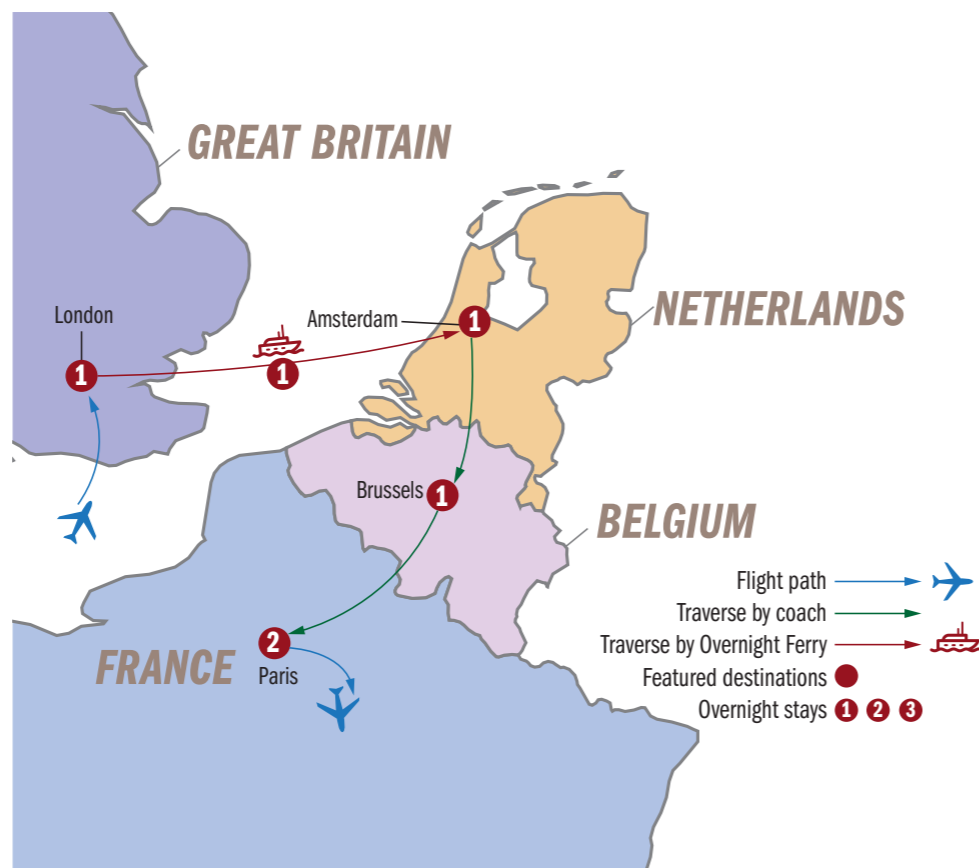 GREAT BRITAIN
NETHERLANDS
London
1
Amsterdam
1
1
Brussels
1
BELGIUM
FRANCE
2
Paris
Flight path
Traverse by coach
Traverse by Overnight Ferry
Featured destinations
Overnight stays 1 2 3